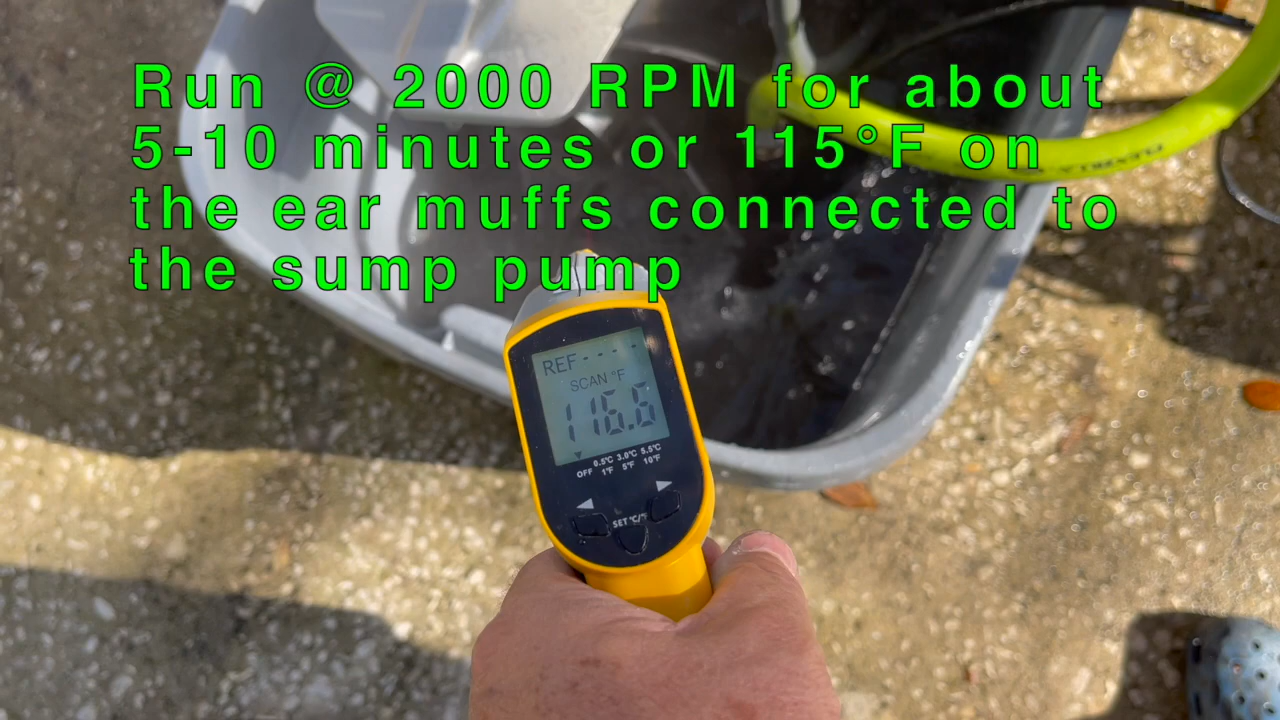 Run @ 2000 RPM for about
5-10 minutes or 115°F on
the ear muffs connected to
the sump pump
REF----
SCAN °F
116.6
0.5°C 3.0°C 5.5°C
OFF 1°F 5°F 10°F
SET °C/°F